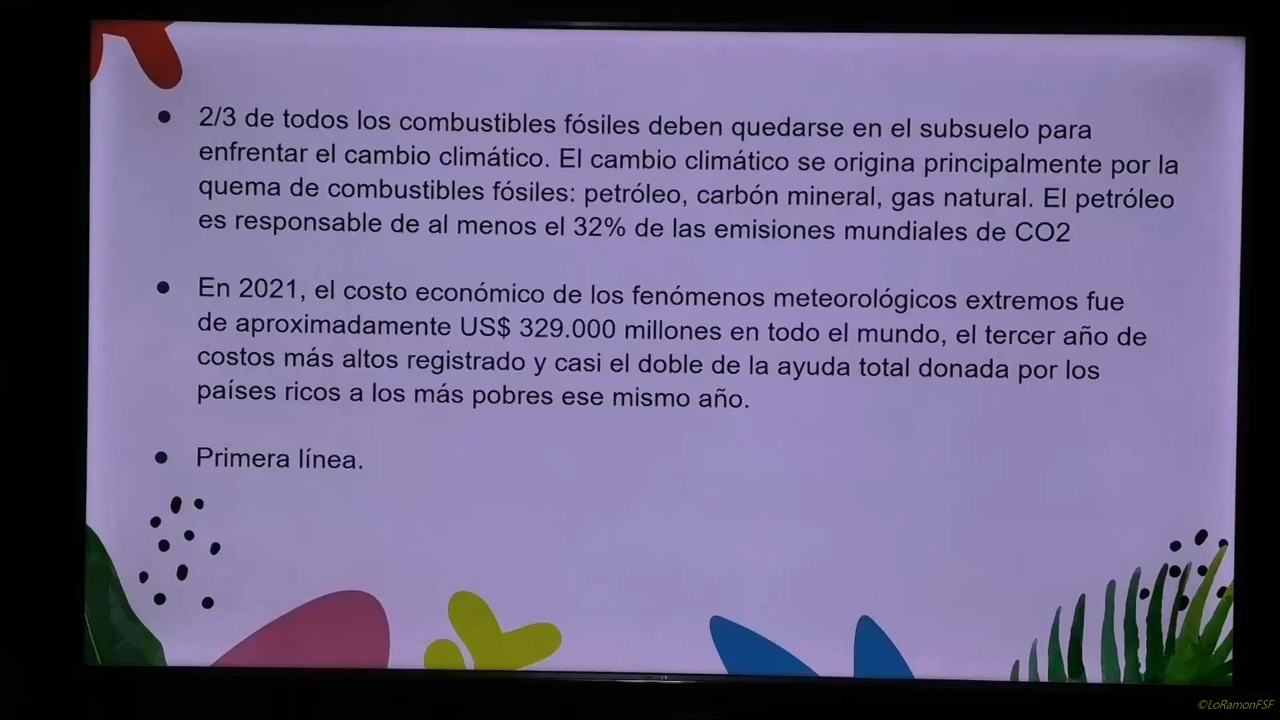 • 2/3 de todos los combustibles fósiles deben quedarse en el subsuelo para
enfrentar el cambio climático. El cambio climático se origina principalmente por la
quema de combustibles fósiles: petróleo, carbón mineral, gas natural. El petróleo
es responsable de al menos el 32% de las emisiones mundiales de CO2
• En 2021, el costo económico de los fenómenos meteorológicos extremos fue
de aproximadamente US$ 329.000 millones en todo el mundo, el tercer año de
costos más altos registrado y casi el doble de la ayuda total donada por los
países ricos a los más pobres ese mismo año.
• Primera línea.
©LoRamonFSF